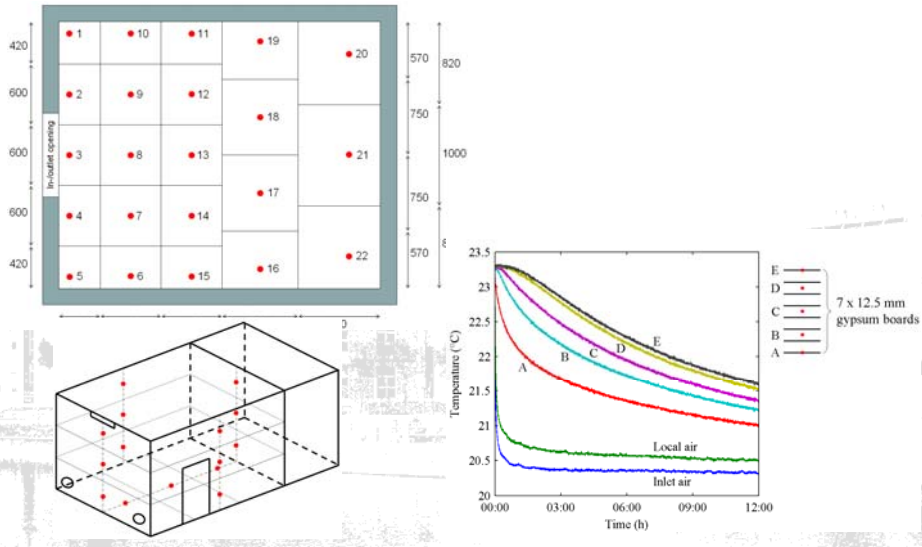 420
600
600
600
420
In-/outlet opening
1 10 11 19 20
2 9 12 18
3 8 13 21
4 7 14 17
5 6 15 16 22
570
750
750
570
820
1000
8
0
23.5
23
22.5
22
21.5
21
20.5
20
Temperature (°C)
A B C D E
Local air
Inlet air
00:00 03:00 06:00 09:00 12:00
Time (h)
E
D
C
B
A
7 x 12.5 mm
gypsum boards